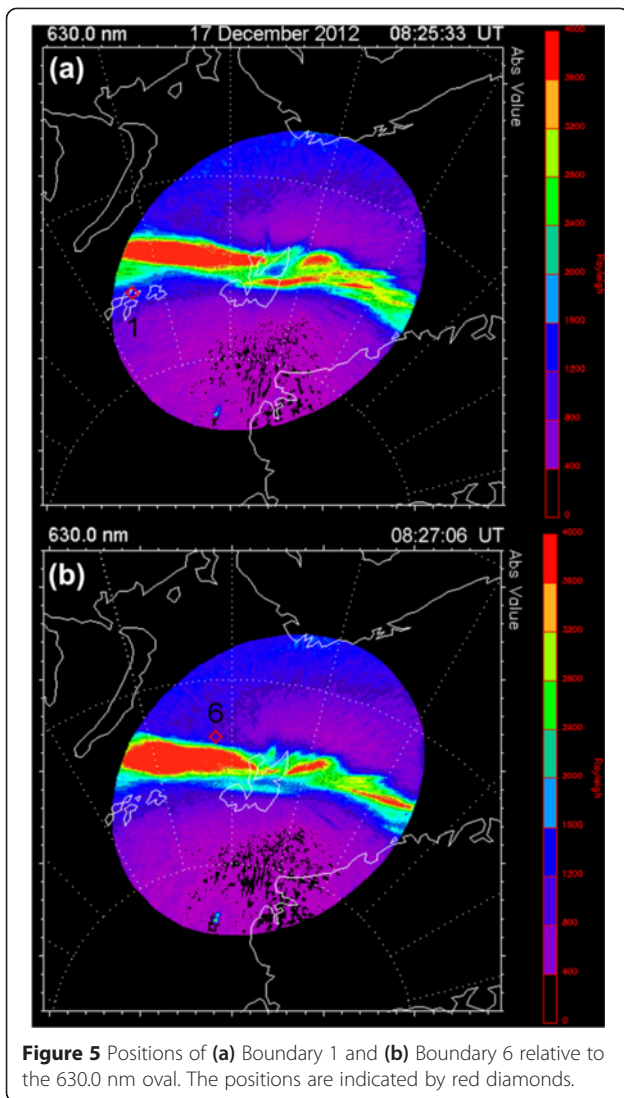 630.0 nm 17 December 2012 08:25:33 UT
(a)
Abs Value
4000
3600
3200
2800
2400
2000
1600
1200
800
400
0
Rayleigh
1
630.0 nm 08:27:06 UT
(b)
Abs Value
4000
3600
3200
2800
2400
2000
1600
1200
800
400
0
Rayleigh
6
Figure 5 Positions of (a) Boundary 1 and (b) Boundary 6 relative to
the 630.0 nm oval. The positions are indicated by red diamonds.